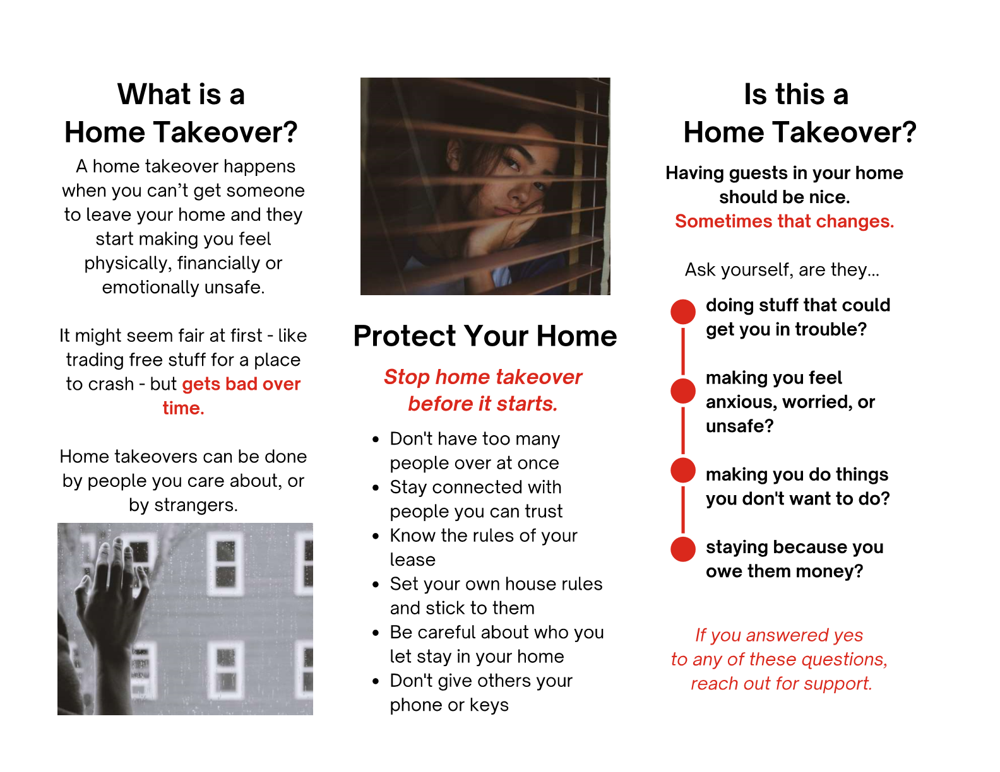 What is a
Home Takeover?
A home takeover happens
when you can’t get someone
to leave your home and they
start making you feel
physically, financially or
emotionally unsafe.
It might seem fair at first - like
trading free stuff for a place
to crash - but gets bad over
time.
Home takeovers can be done
by people you care about, or
by strangers.
Protect Your Home
Stop home takeover
before it starts.
• Don't have too many
people over at once
• Stay connected with
people you can trust
• Know the rules of your
lease
• Set your own house rules
and stick to them
• Be careful about who you
let stay in your home
• Don't give others your
phone or keys
Is this a
Home Takeover?
Having guests in your home
should be nice.
Sometimes that changes.
Ask yourself, are they...
doing stuff that could
get you in trouble?
making you feel
anxious, worried, or
unsafe?
making you do things
you don't want to do?
staying because you
owe them money?
If you answered yes
to any of these questions,
reach out for support.